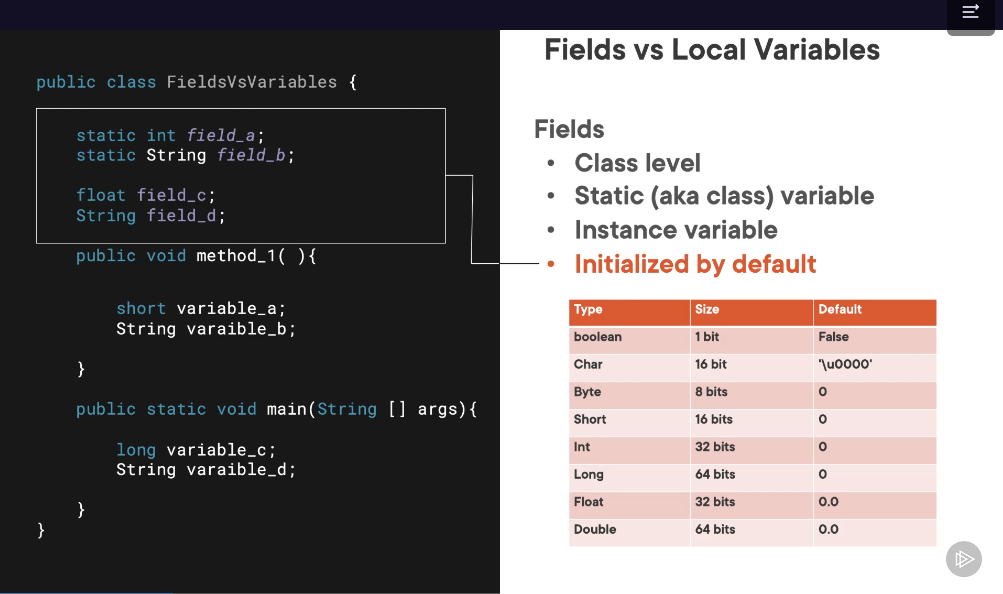 Fields vs Local Variables
public class FieldsVsVariables {
static int field_a;
static String field_b;
float field_c;
String field_d;
public void method_1( ){
short variable_a;
String varaible_b;
}
public static void main(String [] args){
long variable_c;
String varaible_d;
}
}
Fields
• Class level
• Static (aka class) variable
• Instance variable
• Initialized by default
Type Size Default
boolean 1 bit False
Char 16 bit '\u0000'
Byte 8 bits 0
Short 16 bits 0
Int 32 bits 0
Long 64 bits 0
Float 32 bits 0.0
Double 64 bits 0.0